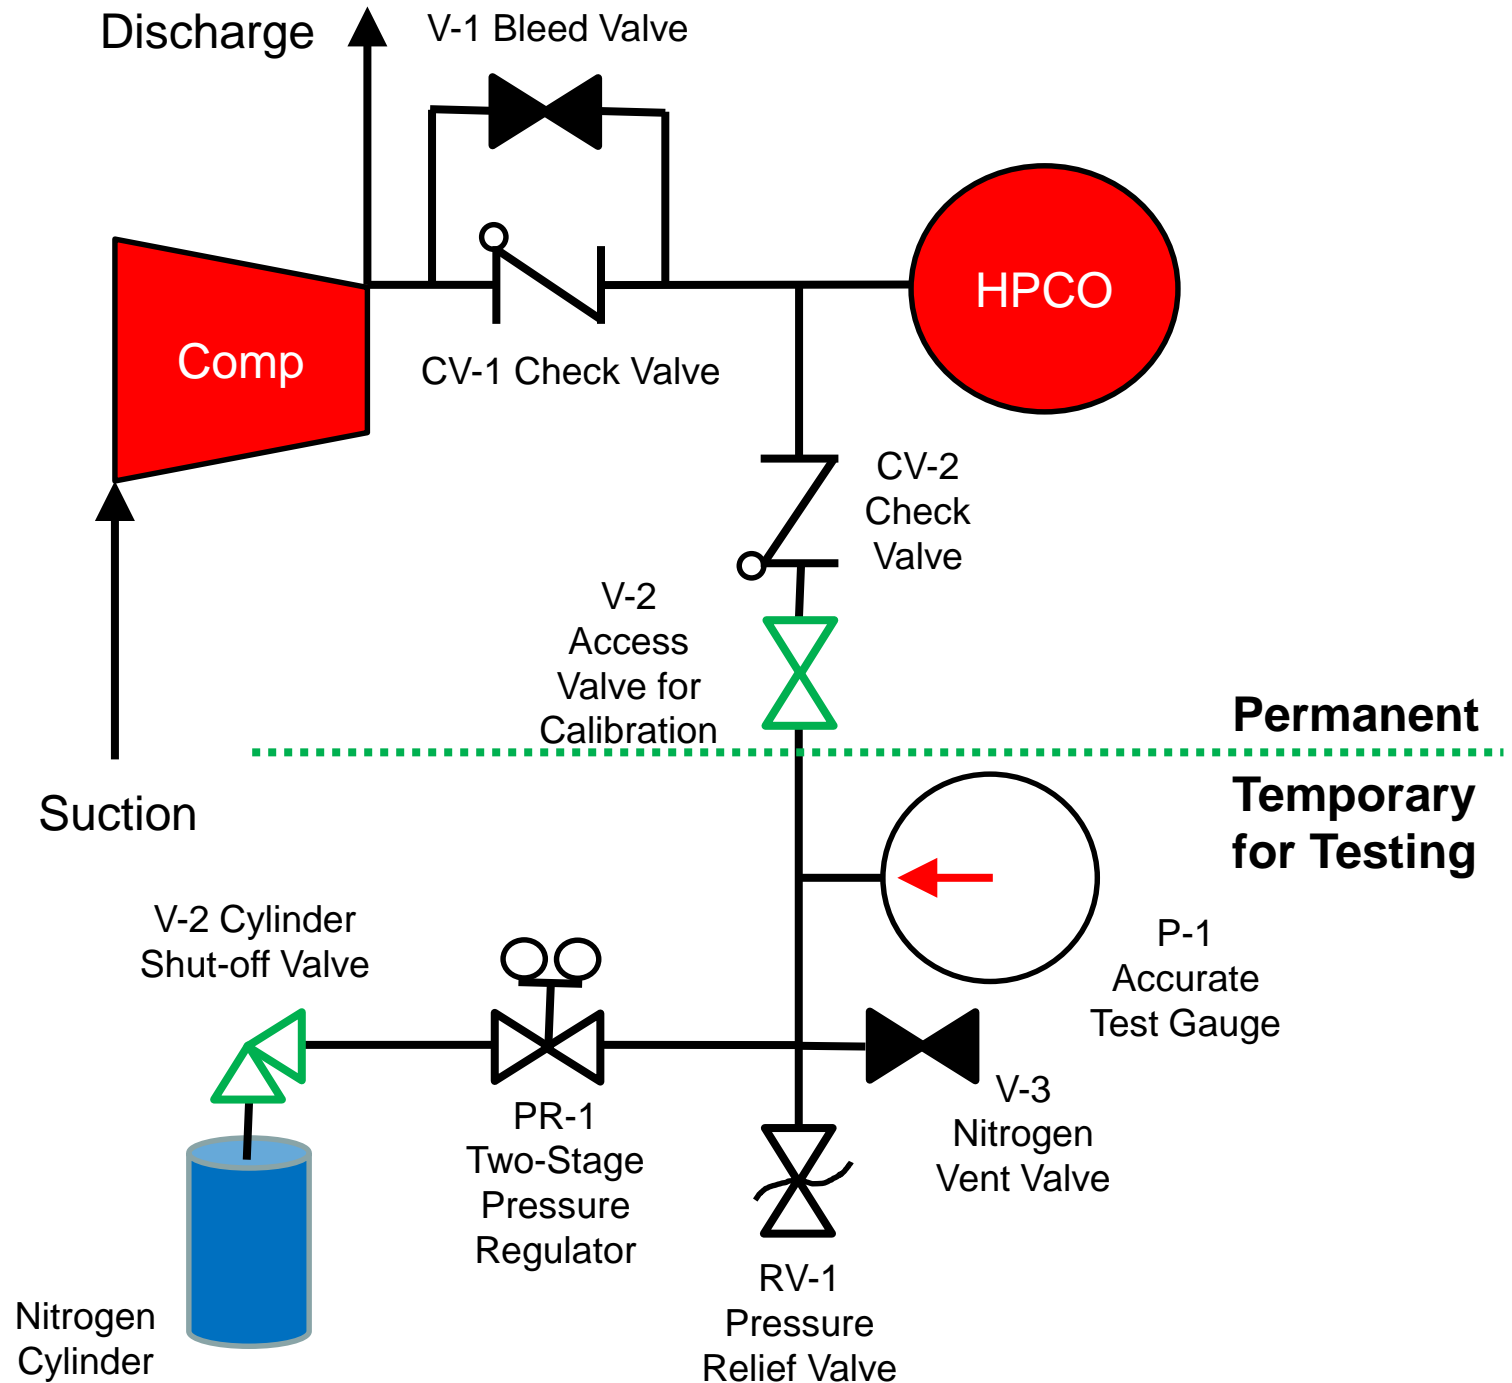 Discharge
V-1 Bleed Valve
HPCO
Comp
CV-1 Check Valve
CV-2
Check
Valve
V-2
Access
Valve for
Calibration
Permanent
Temporary
for Testing
Suction
V-2 Cylinder
Shut-off Valve
P-1
Accurate
Test Gauge
PR-1
Two-Stage
Pressure
Regulator
V-3
Nitrogen
Vent Valve
RV-1
Pressure
Relief Valve
Nitrogen
Cylinder